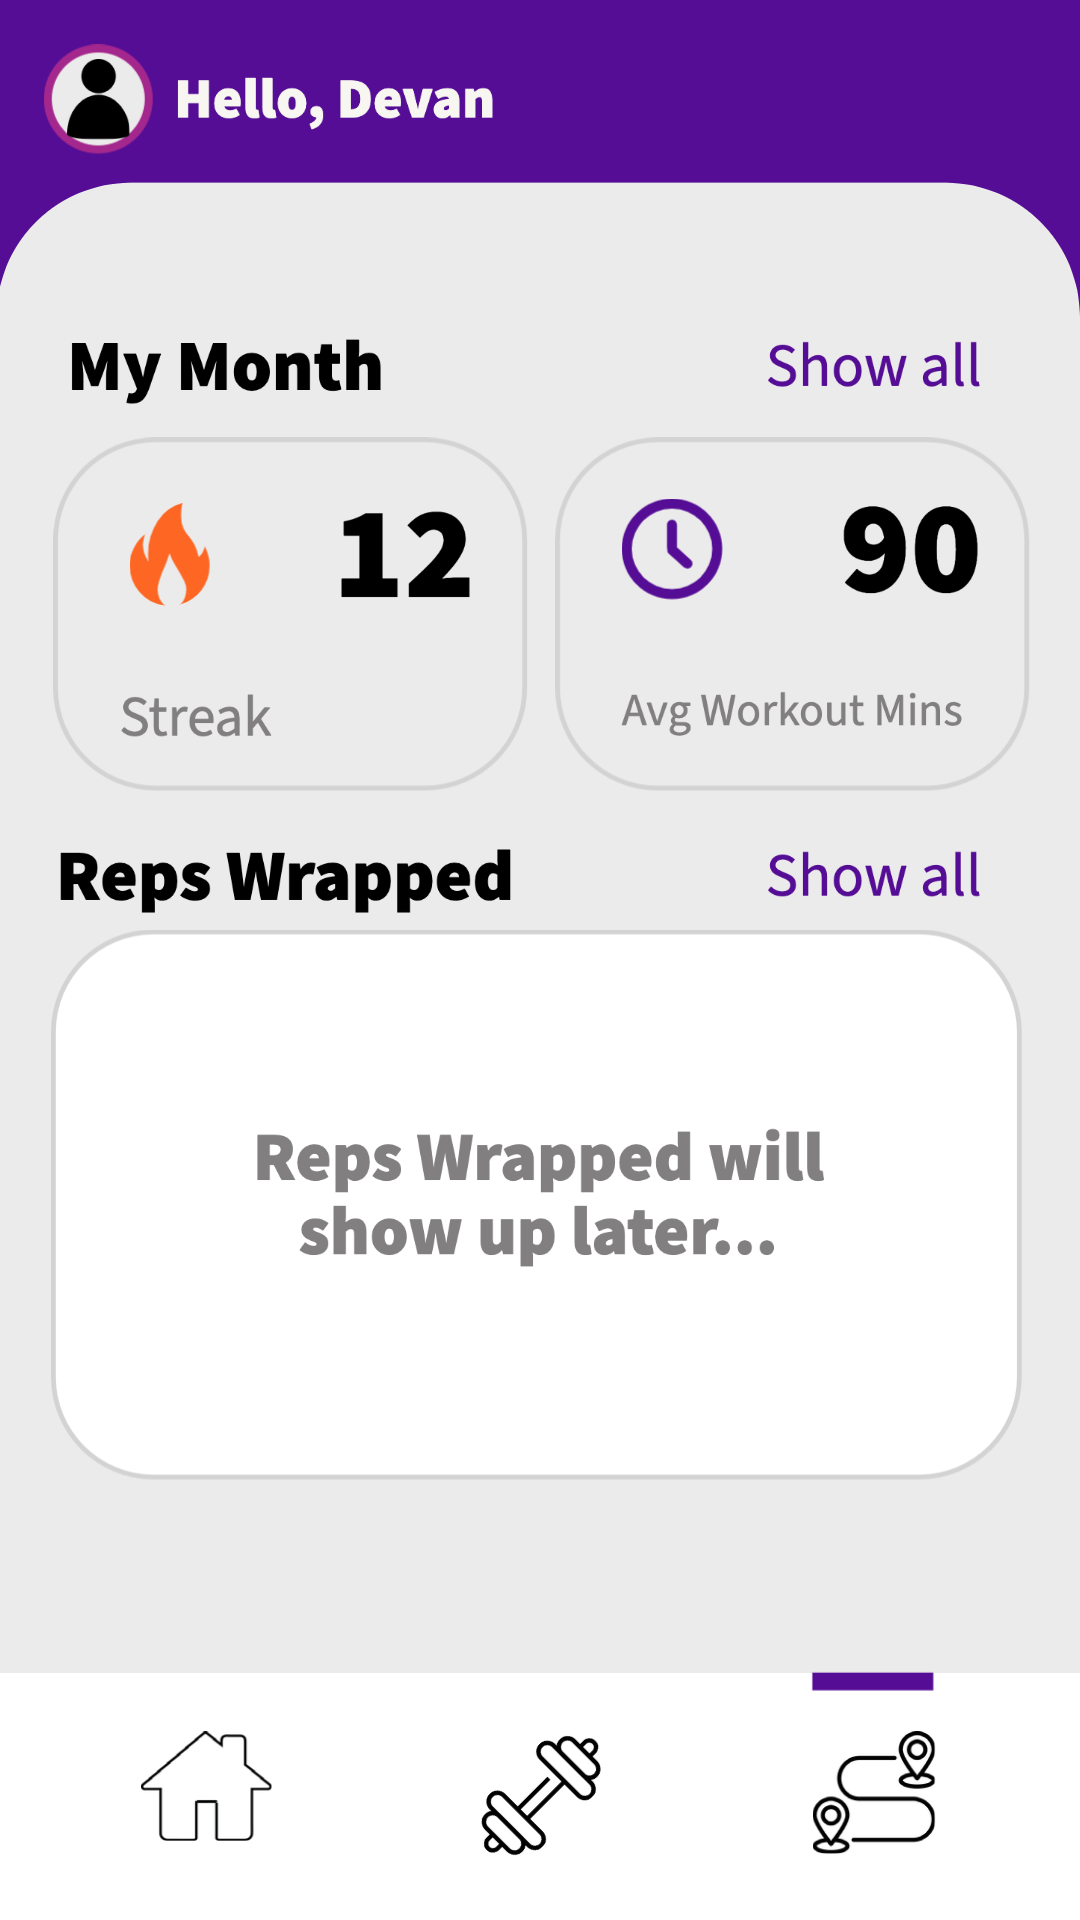 Hello, Devan
My Month
Show all
12
90
Streak
Avg Workout Mins
Reps Wrapped
Show all
Reps Wrapped will
show up later...